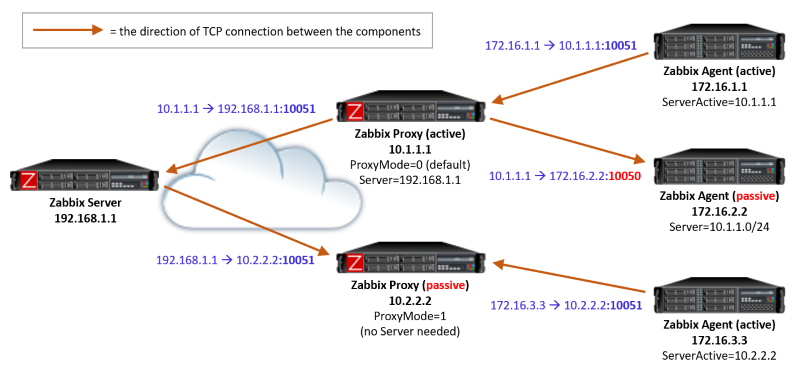 = the direction of TCP connection between the components
172.16.1.1 → 10.1.1.1:10051
Zabbix Agent (active)
172.16.1.1
ServerActive=10.1.1.1
10.1.1.1 → 192.168.1.1:10051
Z
Zabbix Proxy (active)
10.1.1.1
ProxyMode=0 (default)
Server=192.168.1.1
10.1.1.1 → 172.16.2.2:10050
Zabbix Agent (passive)
172.16.2.2
Server=10.1.1.0/24
Z
Zabbix Server
192.168.1.1
192.168.1.1 → 10.2.2.2:10051
Z
Zabbix Proxy (passive)
10.2.2.2
ProxyMode=1
(no Server needed)
172.16.3.3 → 10.2.2.2:10051
Zabbix Agent (active)
172.16.3.3
ServerActive=10.2.2.2